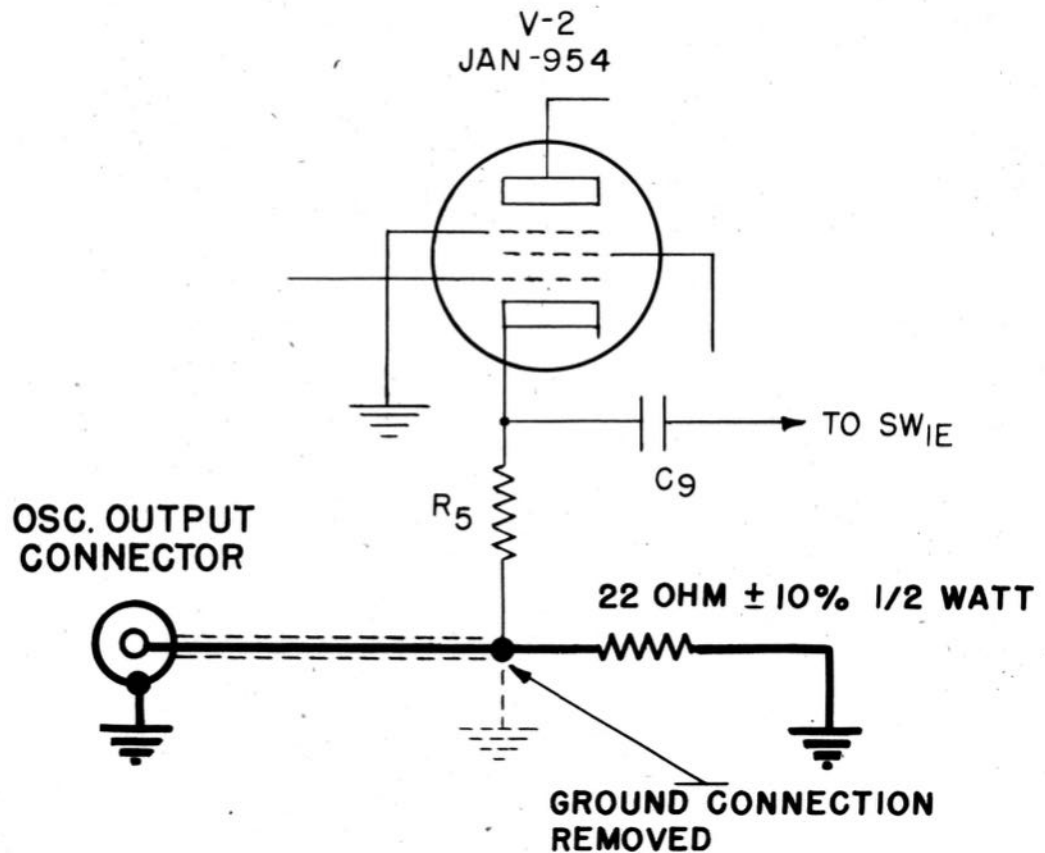 V-2
JAN-954
TO SW1E
C9
R5
OSC. OUTPUT
CONNECTOR
22 OHM ± 10% 1/2 WATT
GROUND CONNECTION
REMOVED